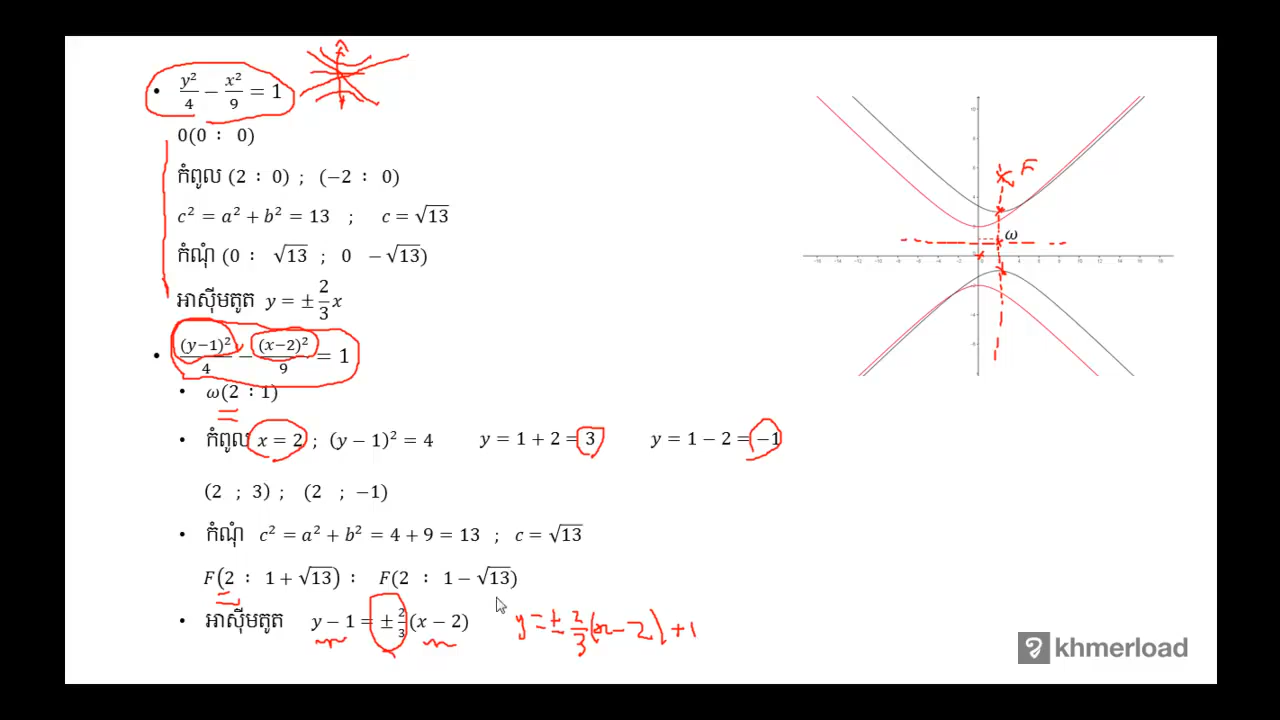 • y²/4 − x²/9 = 1
0(0 : 0)
កំពូល (2 : 0) ; (−2 : 0)
c² = a² + b² = 13 ; c = √13
កំណុំ (0 : √13 ; 0 −√13)
អាស៊ីមតូត y = ± 2/3 x
• (y−1)²/4 − (x−2)²/9 = 1
• ω(2 : 1)
• កំពូល x = 2 ; (y − 1)² = 4 y = 1 + 2 = 3 y = 1 − 2 = −1
(2 ; 3) ; (2 ; −1)
• កំណុំ c² = a² + b² = 4 + 9 = 13 ; c = √13
F(2 : 1 + √13) : F(2 : 1 − √13)
• អាស៊ីមតូត y − 1 = ± 2/3 (x − 2) y = ± 2/3 (x − 2) + 1
F
ω
khmerload